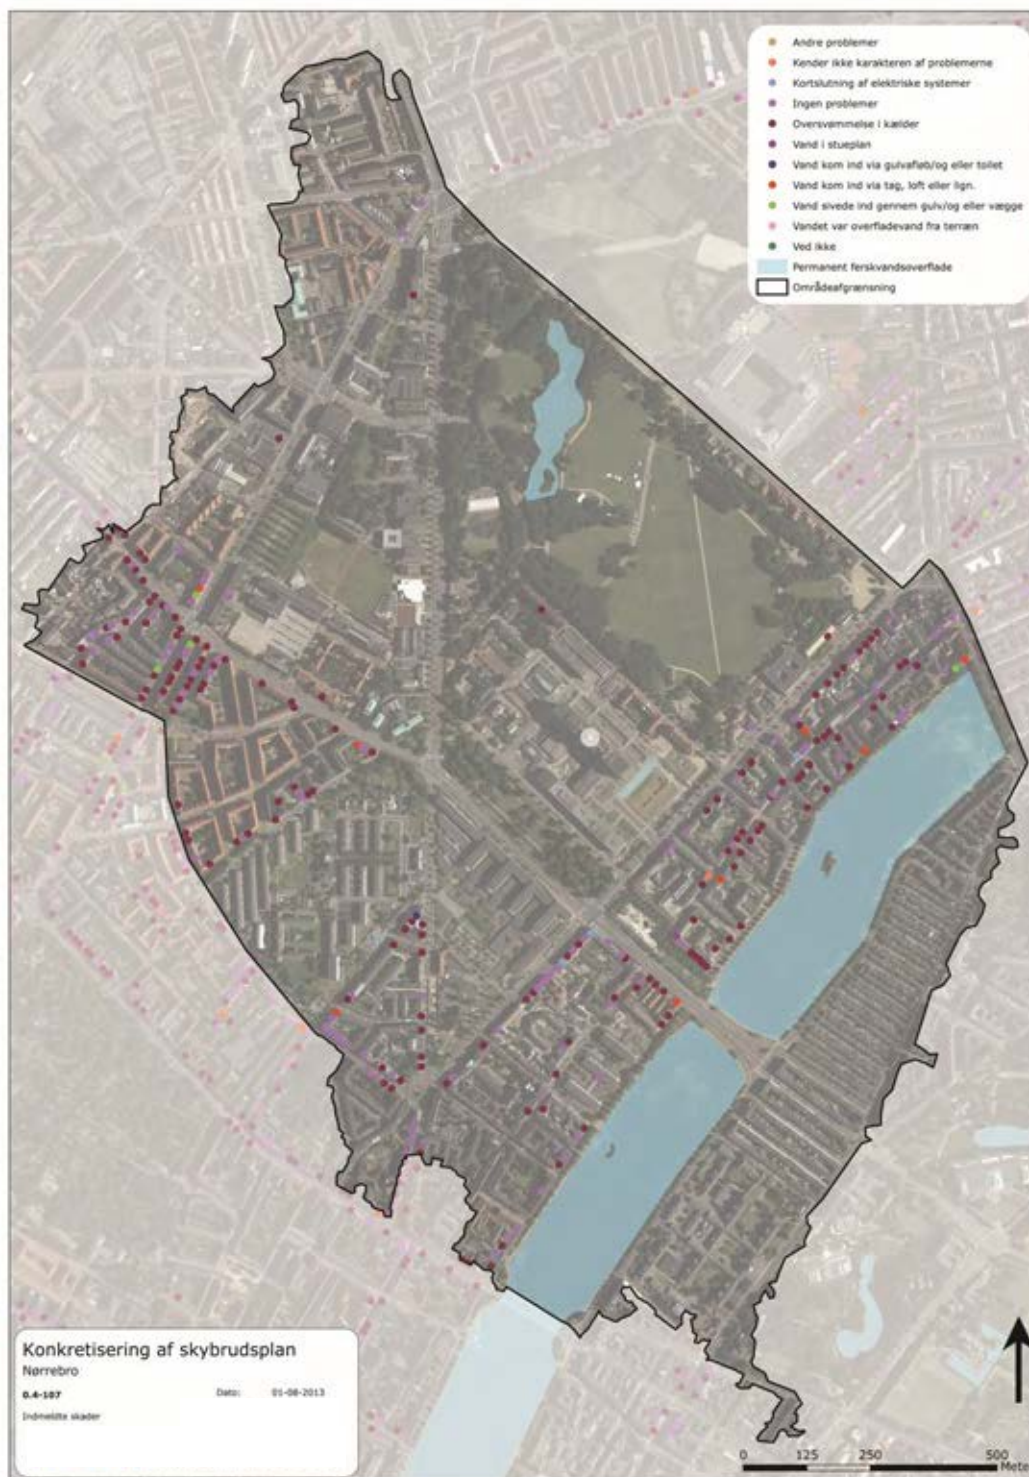 Andre problemer
Kender ikke karakteren af problemerne
Kortslutning af elektriske systemer
Ingen problemer
Oversvømmelse i kælder
Vand i stueplan
Vand kom ind via gulvafløb/og eller toilet
Vand kom ind via tag, loft eller lign.
Vand sivede ind gennem gulv/og eller vægge
Vandet var overfladevand fra terræn
Ved ikke
Permanent ferskvandsoverflade
Områdeafgrænsning
Konkretisering af skybrudsplan
Nørrebro
0.4-107 Dato: 01-08-2013
Indmeldte skader
0 125 250 500
Mete